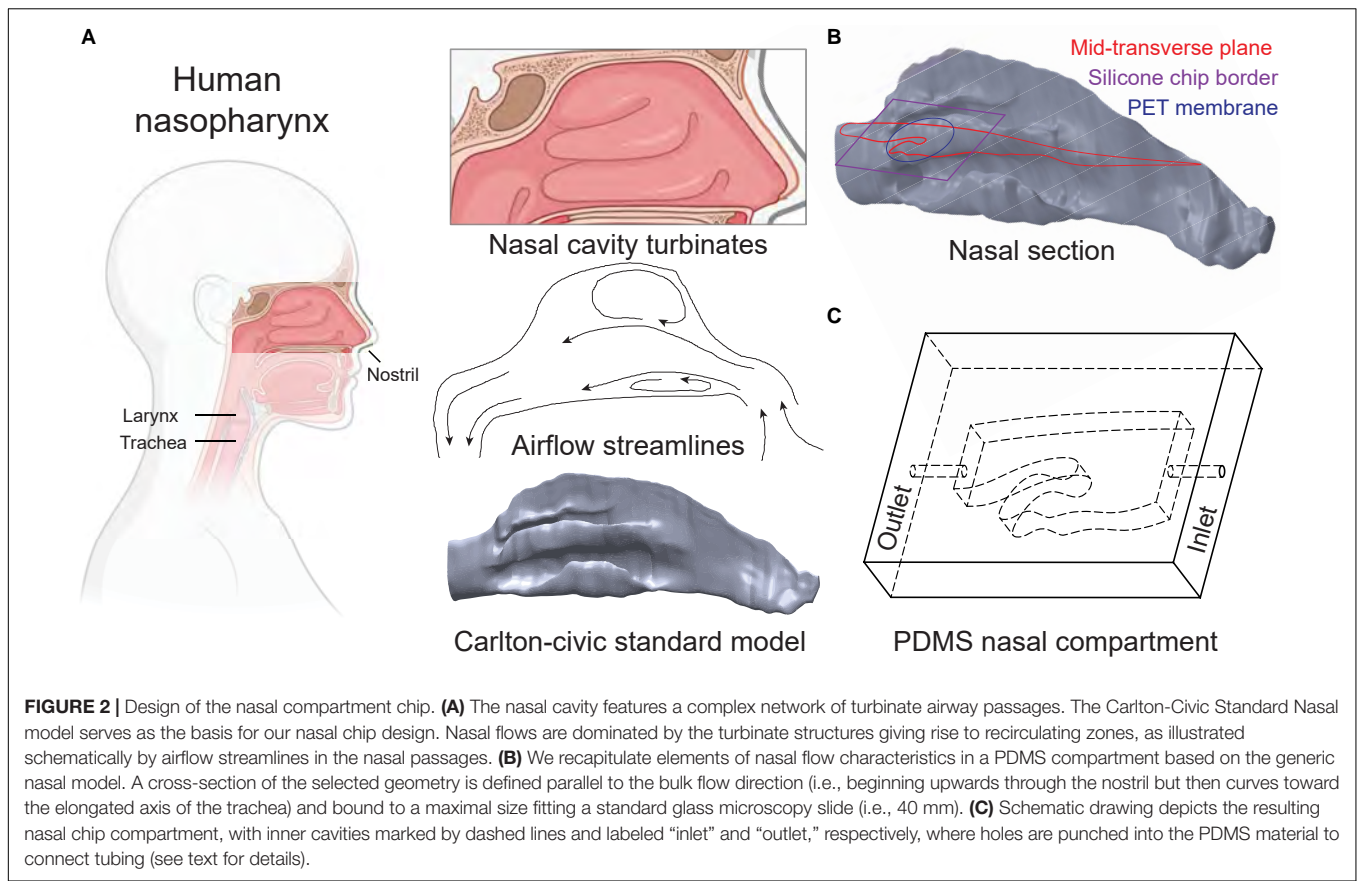 A
Human
nasopharynx
Nostril
Larynx
Trachea
Nasal cavity turbinates
Airflow streamlines
Carlton-civic standard model
B
Mid-transverse plane
Silicone chip border
PET membrane
Nasal section
C
Outlet
Inlet
PDMS nasal compartment
FIGURE 2 | Design of the nasal compartment chip. (A) The nasal cavity features a complex network of turbinate airway passages. The Carlton-Civic Standard Nasal
model serves as the basis for our nasal chip design. Nasal flows are dominated by the turbinate structures giving rise to recirculating zones, as illustrated
schematically by airflow streamlines in the nasal passages. (B) We recapitulate elements of nasal flow characteristics in a PDMS compartment based on the generic
nasal model. A cross-section of the selected geometry is defined parallel to the bulk flow direction (i.e., beginning upwards through the nostril but then curves toward
the elongated axis of the trachea) and bound to a maximal size fitting a standard glass microscopy slide (i.e., 40 mm). (C) Schematic drawing depicts the resulting
nasal chip compartment, with inner cavities marked by dashed lines and labeled “inlet” and “outlet,” respectively, where holes are punched into the PDMS material to
connect tubing (see text for details).